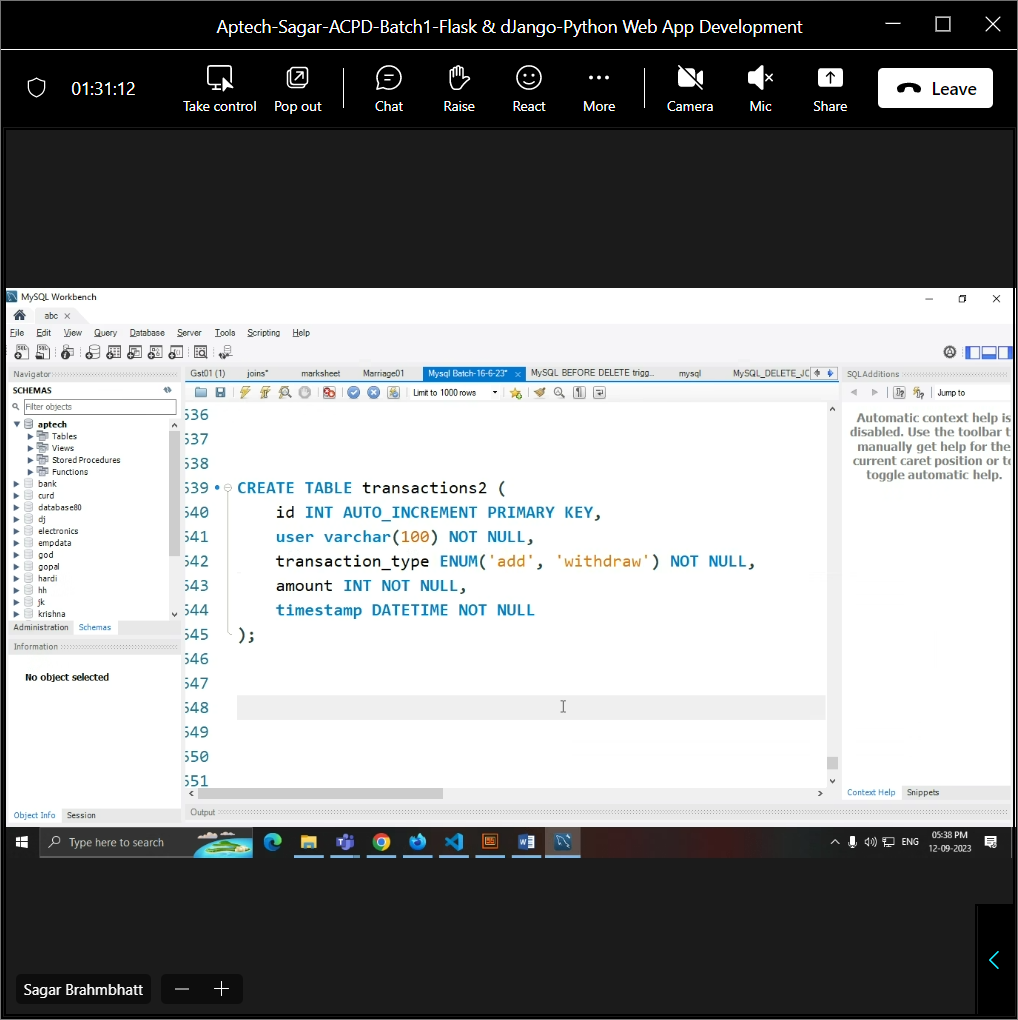 Aptech-Sagar-ACPD-Batch1-Flask & dJango-Python Web App Development
01:31:12
Take control
Pop out
Chat
Raise
React
More
Camera
Mic
Share
Leave
MySQL Workbench
abc
File Edit View Query Database Server Tools Scripting Help
Navigator
SCHEMAS
Filter objects
aptech
Tables
Views
Stored Procedures
Functions
bank
curd
database80
dj
electronics
empdata
god
gopal
hardi
hh
jk
krishna
Administration Schemas
Information
No object selected
Object Info Session
Gst01 (1) joins* marksheet Marriage01 Mysql Batch-16-6-23* MySQL BEFORE DELETE trigg... mysql MySQL_DELETE_JO
Limit to 1000 rows
536
537
538
539 CREATE TABLE transactions2 (
540 id INT AUTO_INCREMENT PRIMARY KEY,
541 user varchar(100) NOT NULL,
542 transaction_type ENUM('add', 'withdraw') NOT NULL,
543 amount INT NOT NULL,
544 timestamp DATETIME NOT NULL
545 );
546
547
548
549
550
551
Output
SQLAdditions
Jump to
Automatic context help is
disabled. Use the toolbar t
manually get help for the
current caret position or to
toggle automatic help.
Context Help Snippets
Type here to search
ENG
05:38 PM
12-09-2023
Sagar Brahmbhatt